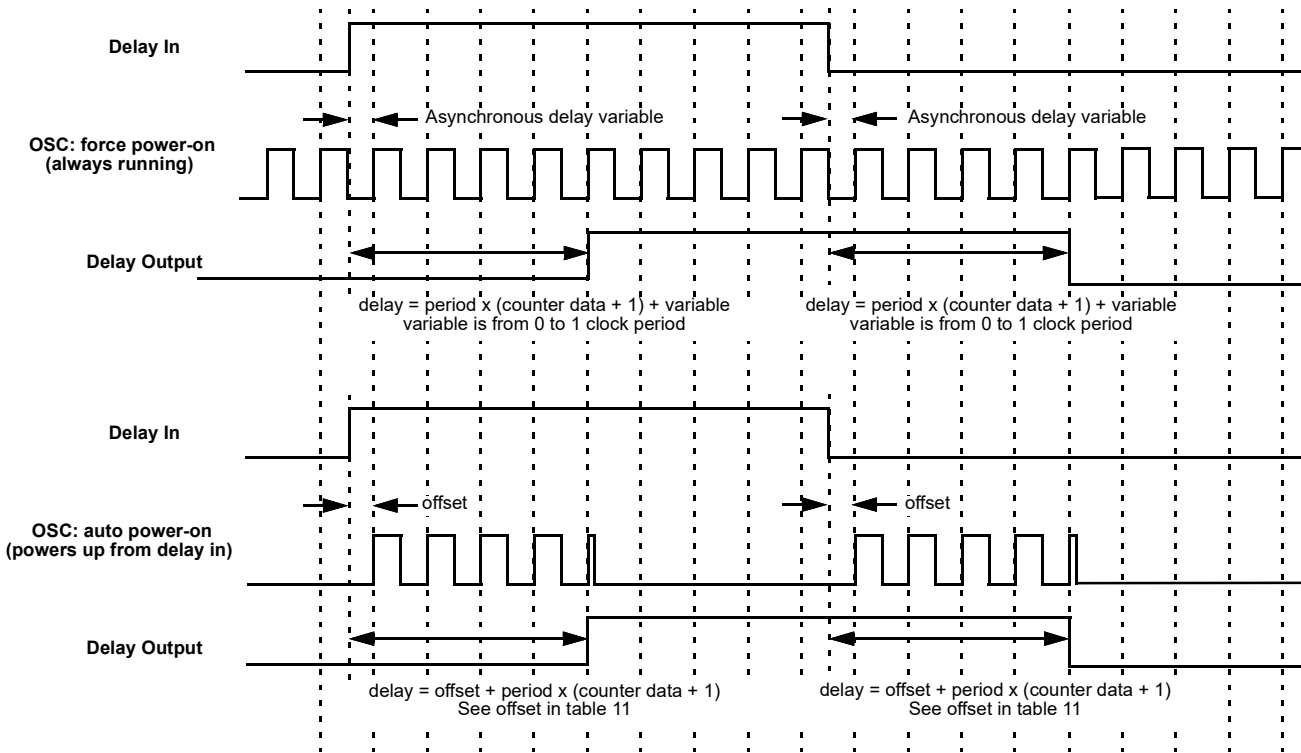 Delay In
Asynchronous delay variable
Asynchronous delay variable
OSC: force power-on
(always running)
Delay Output
delay = period x (counter data + 1) + variable
variable is from 0 to 1 clock period
delay = period x (counter data + 1) + variable
variable is from 0 to 1 clock period
Delay In
offset
offset
OSC: auto power-on
(powers up from delay in)
Delay Output
delay = offset + period x (counter data + 1)
See offset in table 11
delay = offset + period x (counter data + 1)
See offset in table 11